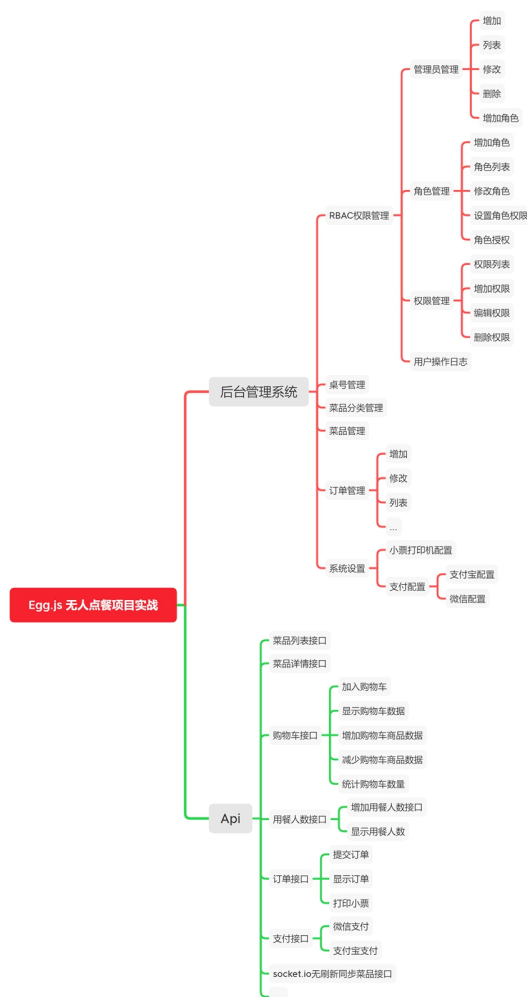 Egg.js 无人点餐项目实战
后台管理系统
RBAC权限管理
管理员管理
增加
列表
修改
删除
增加角色
角色管理
增加角色
角色列表
修改角色
设置角色权限
角色授权
权限管理
权限列表
增加权限
编辑权限
删除权限
用户操作日志
桌号管理
菜品分类管理
菜品管理
订单管理
增加
修改
列表
...
系统设置
小票打印机配置
支付配置
支付宝配置
微信配置
Api
菜品列表接口
菜品详情接口
购物车接口
加入购物车
显示购物车数据
增加购物车商品数据
减少购物车商品数据
统计购物车数量
用餐人数接口
增加用餐人数接口
显示用餐人数
订单接口
提交订单
显示订单
打印小票
支付接口
微信支付
支付宝支付
socket.io无刷新同步菜品接口